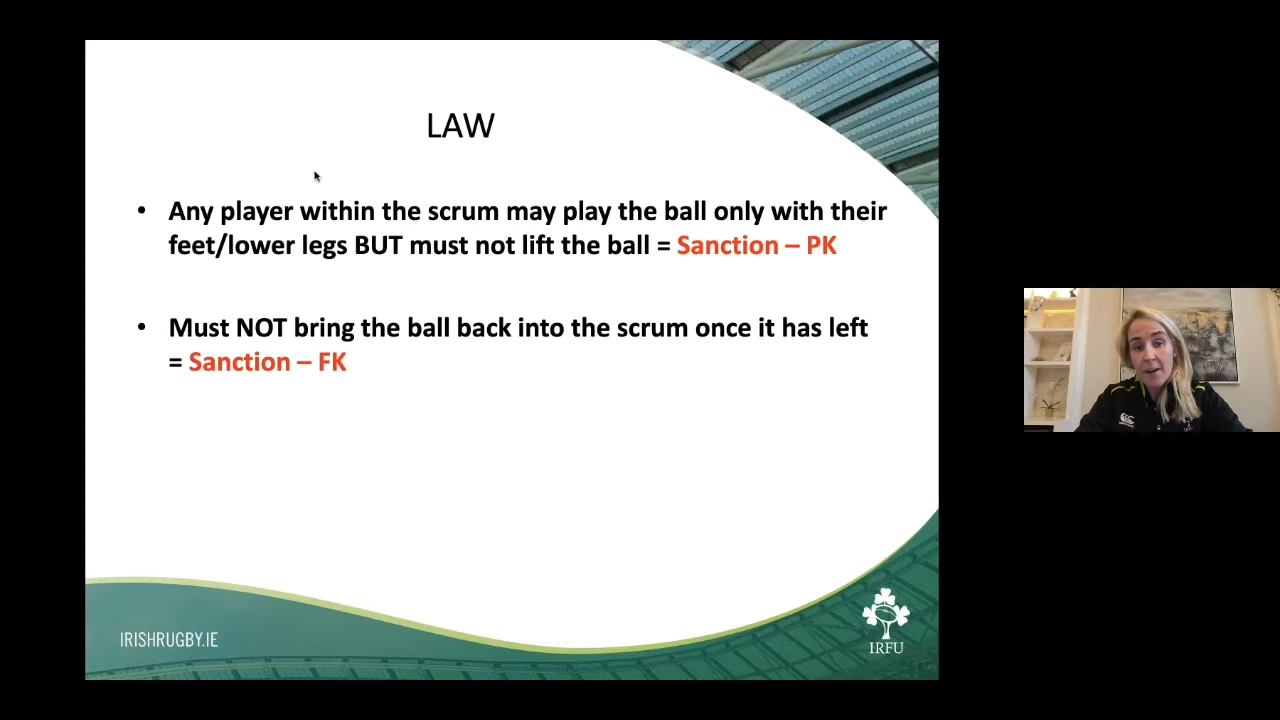 LAW
• Any player within the scrum may play the ball only with their
feet/lower legs BUT must not lift the ball = Sanction – PK
• Must NOT bring the ball back into the scrum once it has left
= Sanction – FK
IRISHRUGBY.IE
IRFU